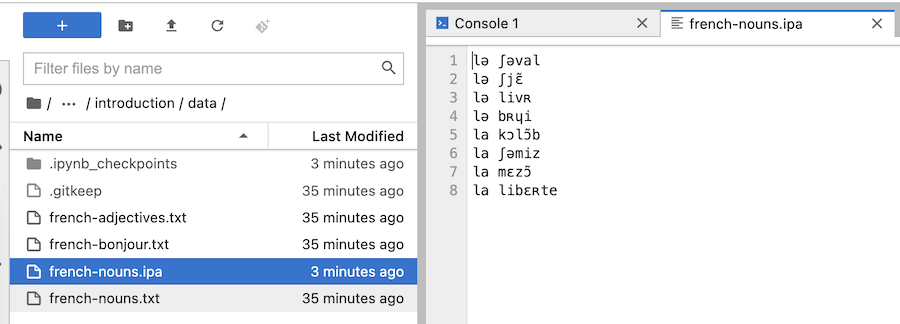 +
Filter files by name
/ ... / introduction / data /
Name Last Modified
.ipynb_checkpoints 3 minutes ago
.gitkeep 35 minutes ago
french-adjectives.txt 35 minutes ago
french-bonjour.txt 35 minutes ago
french-nouns.ipa 3 minutes ago
french-nouns.txt 35 minutes ago
Console 1
french-nouns.ipa
1 lə ʃəval
2 lə ʃjɛ̃
3 lə livʀ
4 lə bʀɥi
5 la kɔlɔ̃b
6 la ʃəmiz
7 la mɛzɔ̃
8 la libɛʀte